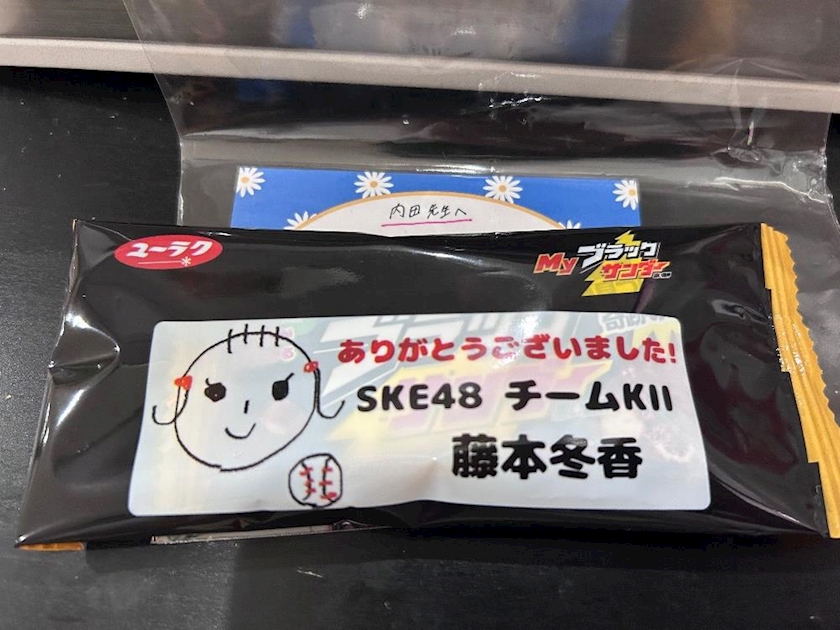 内田先生へ
ユーラク
My ブラック
サンダー
ありがとうございました!
SKE48 チームKII
藤本冬香